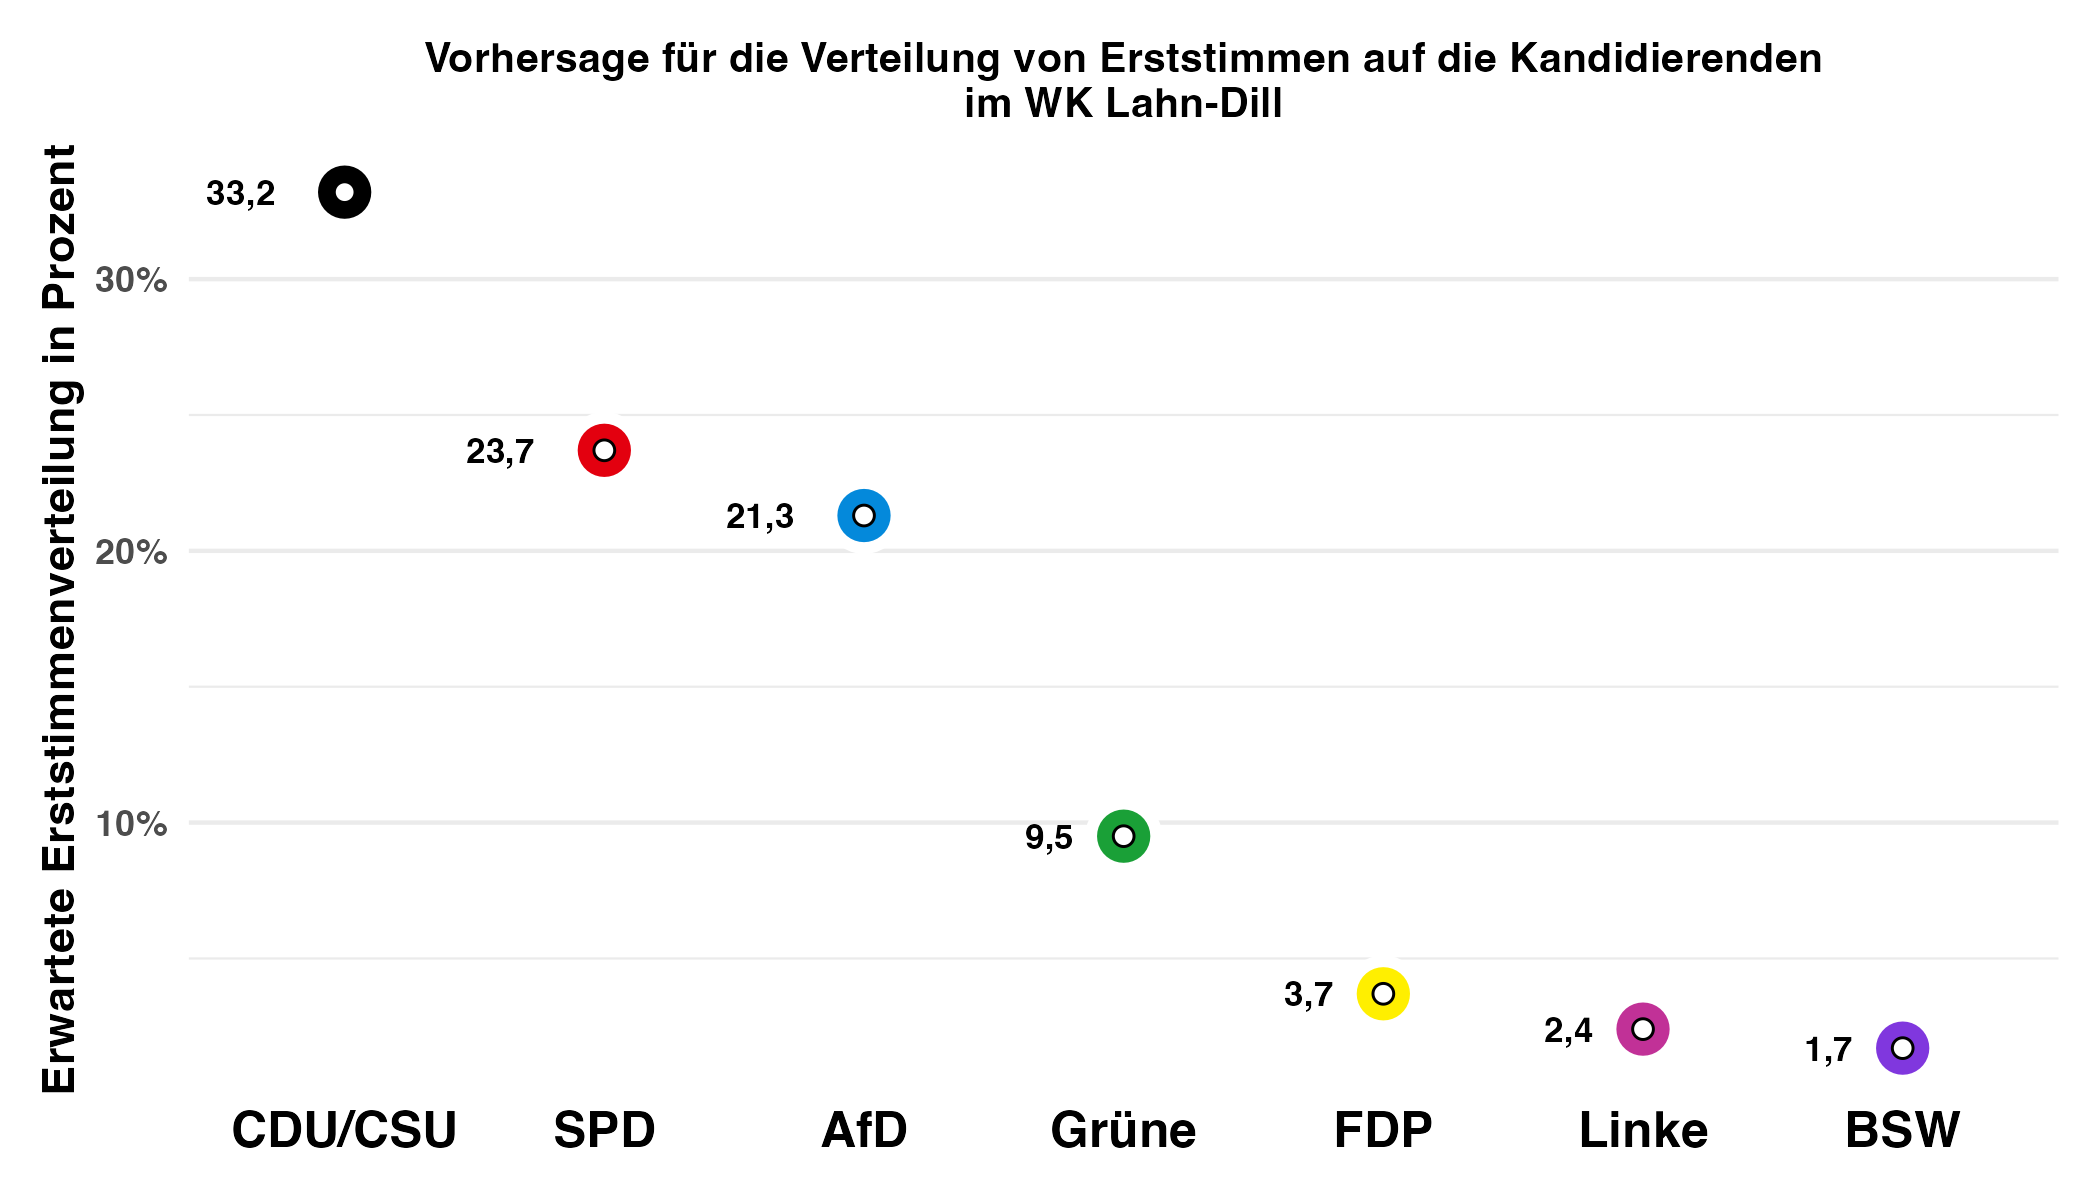 Vorhersage für die Verteilung von Erststimmen auf die Kandidierenden
im WK Lahn-Dill
Erwartete Erststimmenverteilung in Prozent
33,2
30%
23,7
21,3
20%
10%
9,5
3,7
2,4
1,7
CDU/CSU SPD AfD Grüne FDP Linke BSW